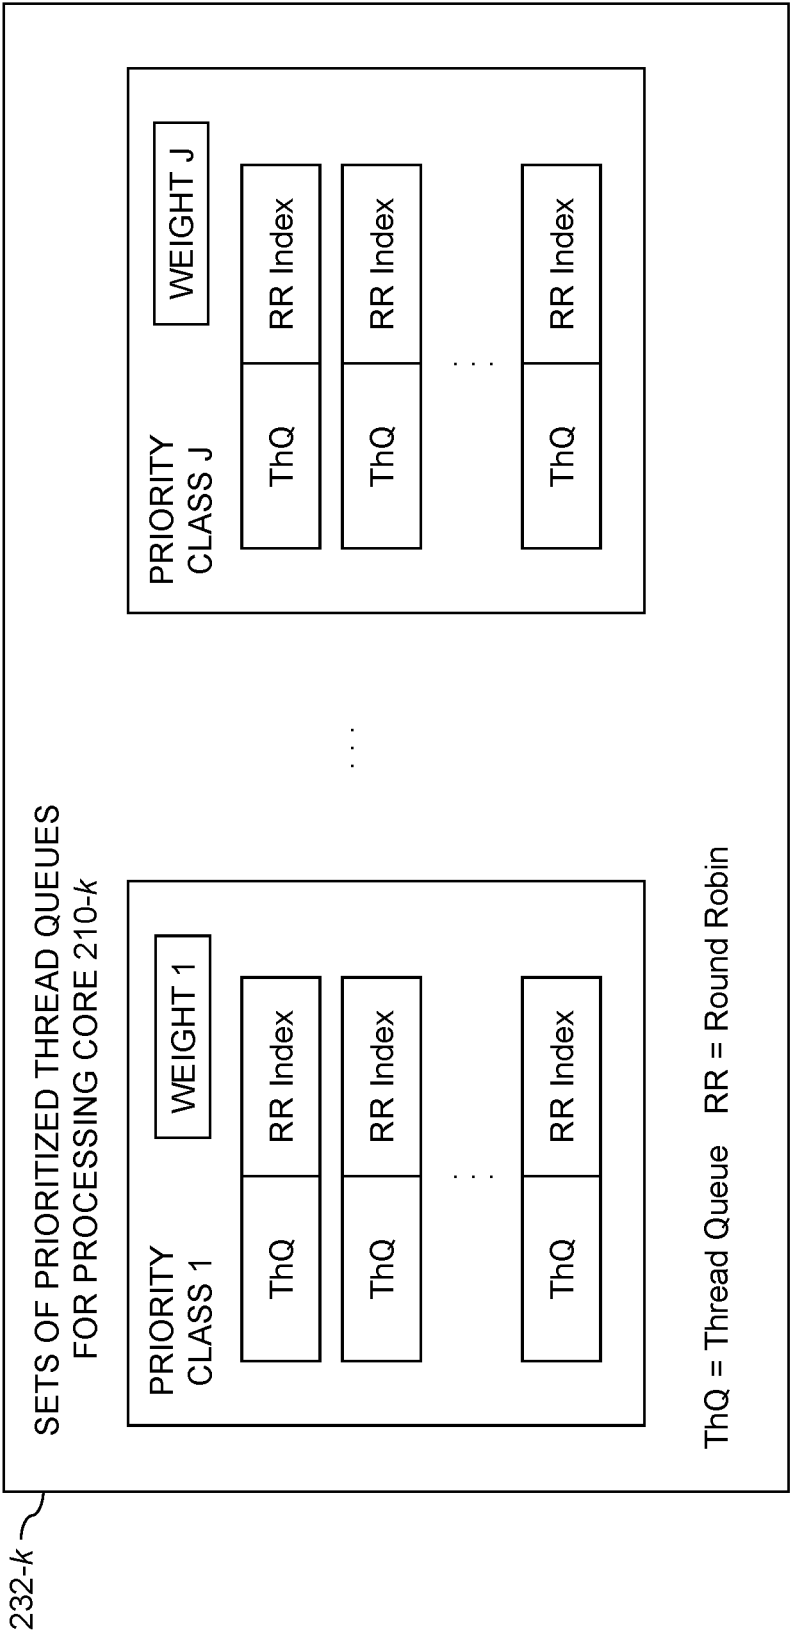 232-k
SETS OF PRIORITIZED THREAD QUEUES
FOR PROCESSING CORE 210-k
PRIORITY
CLASS 1
WEIGHT 1
ThQ RR Index
ThQ RR Index
. . .
ThQ RR Index
. . .
PRIORITY
CLASS J
WEIGHT J
ThQ RR Index
ThQ RR Index
. . .
ThQ RR Index
ThQ = Thread Queue RR = Round Robin